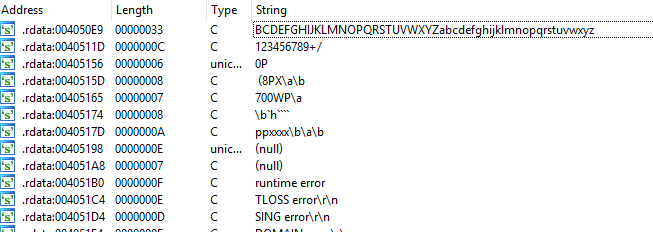 Address Length Type String
's' .rdata:004050E9 00000033 C BCDEFGHIJKLMNOPQRSTUVWXYZabcdefghijklmnopqrstuvwxyz
's' .rdata:0040511D 0000000C C 123456789+/
's' .rdata:00405156 00000006 unic... 0P
's' .rdata:0040515D 00000008 C (8PX\a\b
's' .rdata:00405165 00000007 C 700WP\a
's' .rdata:00405174 00000008 C \b`h````
's' .rdata:0040517D 0000000A C ppxxxx\b\a\b
's' .rdata:00405198 0000000E unic... (null)
's' .rdata:004051A8 00000007 C (null)
's' .rdata:004051B0 0000000F C runtime error
's' .rdata:004051C4 0000000E C TLOSS error\r\n
's' .rdata:004051D4 0000000D C SING error\r\n